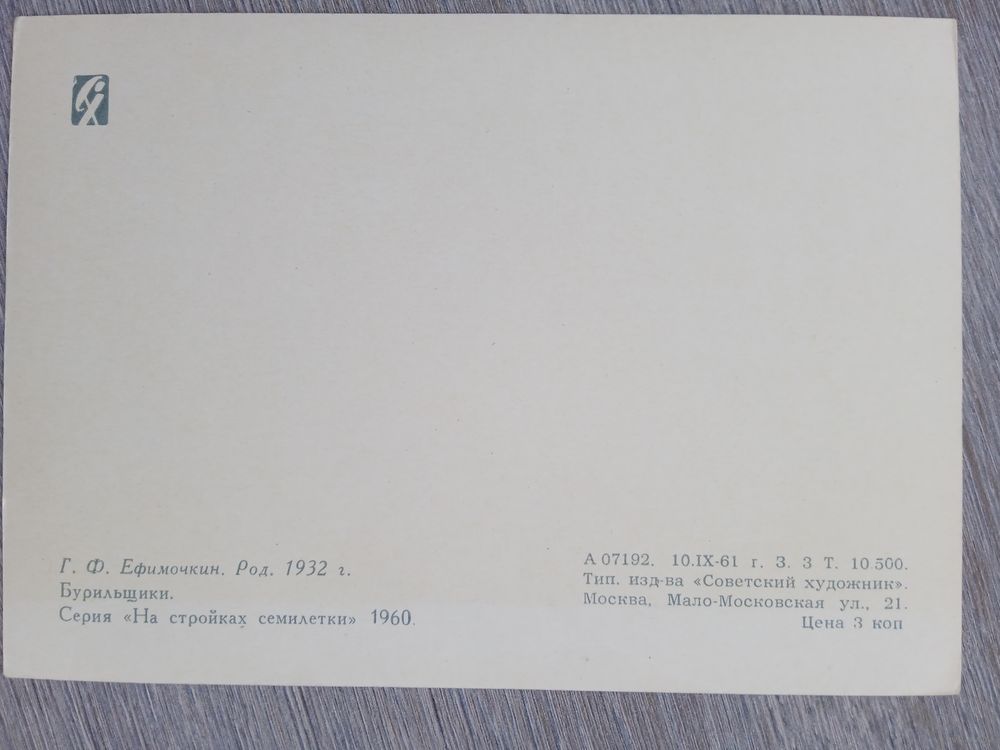 СХ
Г. Ф. Ефимочкин. Род. 1932 г.
Бурильщики.
Серия «На стройках семилетки» 1960.
А 07192. 10.IX-61 г. З. 3 Т. 10.500.
Тип. изд-ва «Советский художник».
Москва, Мало-Московская ул., 21.
Цена 3 коп